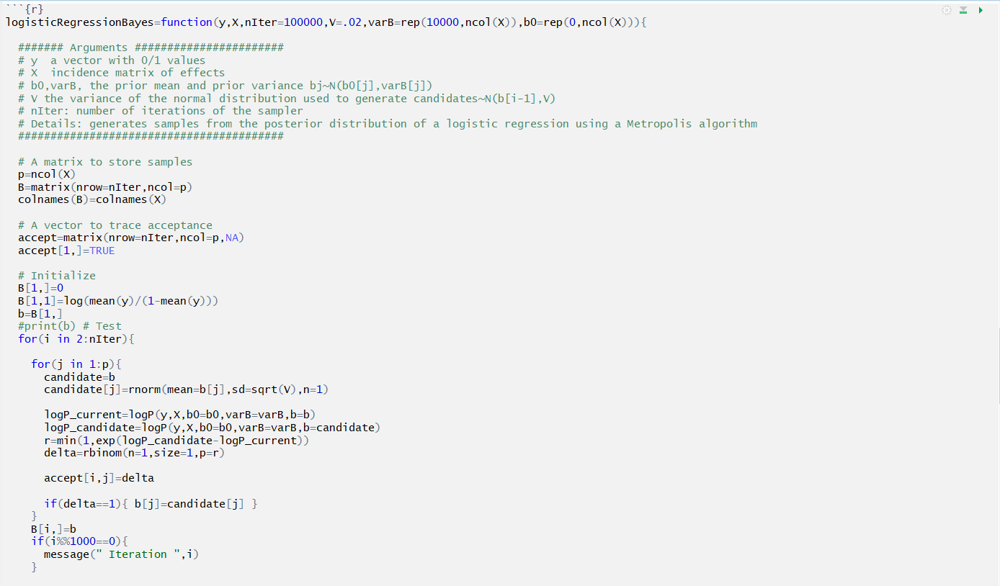 ```{r}
logisticRegressionBayes=function(y,X,nIter=100000,V=.02,varB=rep(10000,ncol(X)),b0=rep(0,ncol(X))){
####### Arguments #######################
# y  a vector with 0/1 values
# X  incidence matrix of effects
# b0,varB, the prior mean and prior variance bj~N(b0[j],varB[j])
# V the variance of the normal distribution used to generate candidates~N(b[i-1],V)
# nIter: number of iterations of the sampler
# Details: generates samples from the posterior distribution of a logistic regression using a Metropolis algorithm
#########################################
# A matrix to store samples
p=ncol(X)
B=matrix(nrow=nIter,ncol=p)
colnames(B)=colnames(X)
# A vector to trace acceptance
accept=matrix(nrow=nIter,ncol=p,NA)
accept[1,]=TRUE
# Initialize
B[1,]=0
B[1,1]=log(mean(y)/(1-mean(y)))
b=B[1,]
#print(b) # Test
for(i in 2:nIter){
for(j in 1:p){
candidate=b
candidate[j]=rnorm(mean=b[j],sd=sqrt(V),n=1)
logP_current=logP(y,X,b0=b0,varB=varB,b=b)
logP_candidate=logP(y,X,b0=b0,varB=varB,b=candidate)
r=min(1,exp(logP_candidate-logP_current))
delta=rbinom(n=1,size=1,p=r)
accept[i,j]=delta
if(delta==1){ b[j]=candidate[j] }
}
B[i,]=b
if(i%%1000==0){
message(" Iteration ",i)
}